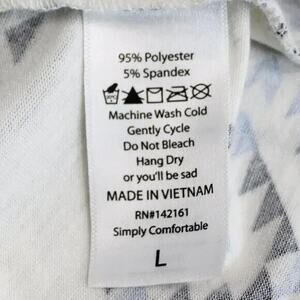 95% Polyester
5% Spandex
Machine Wash Cold
Gently Cycle
Do Not Bleach
Hang Dry
or you'll be sad
MADE IN VIETNAM
RN#142161
Simply Comfortable
L